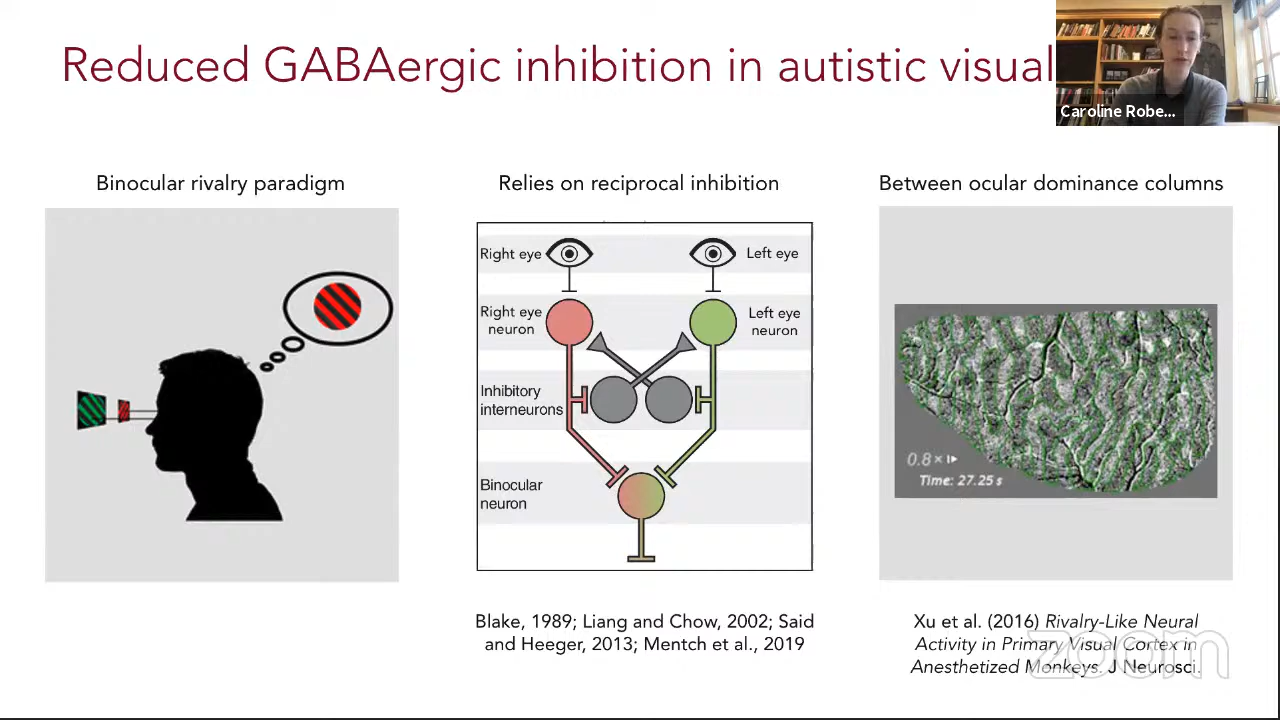 Reduced GABAergic inhibition in autistic visual
Caroline Robe...
Binocular rivalry paradigm
Relies on reciprocal inhibition
Between ocular dominance columns
Right eye
Left eye
Right eye
neuron
Left eye
neuron
Inhibitory
interneurons
Binocular
neuron
0.8×
Time: 27.25 s
Blake, 1989; Liang and Chow, 2002; Said
and Heeger, 2013; Mentch et al., 2019
Xu et al. (2016) Rivalry-Like Neural
Activity in Primary Visual Cortex in
Anesthetized Monkeys. J Neurosci.
zoom